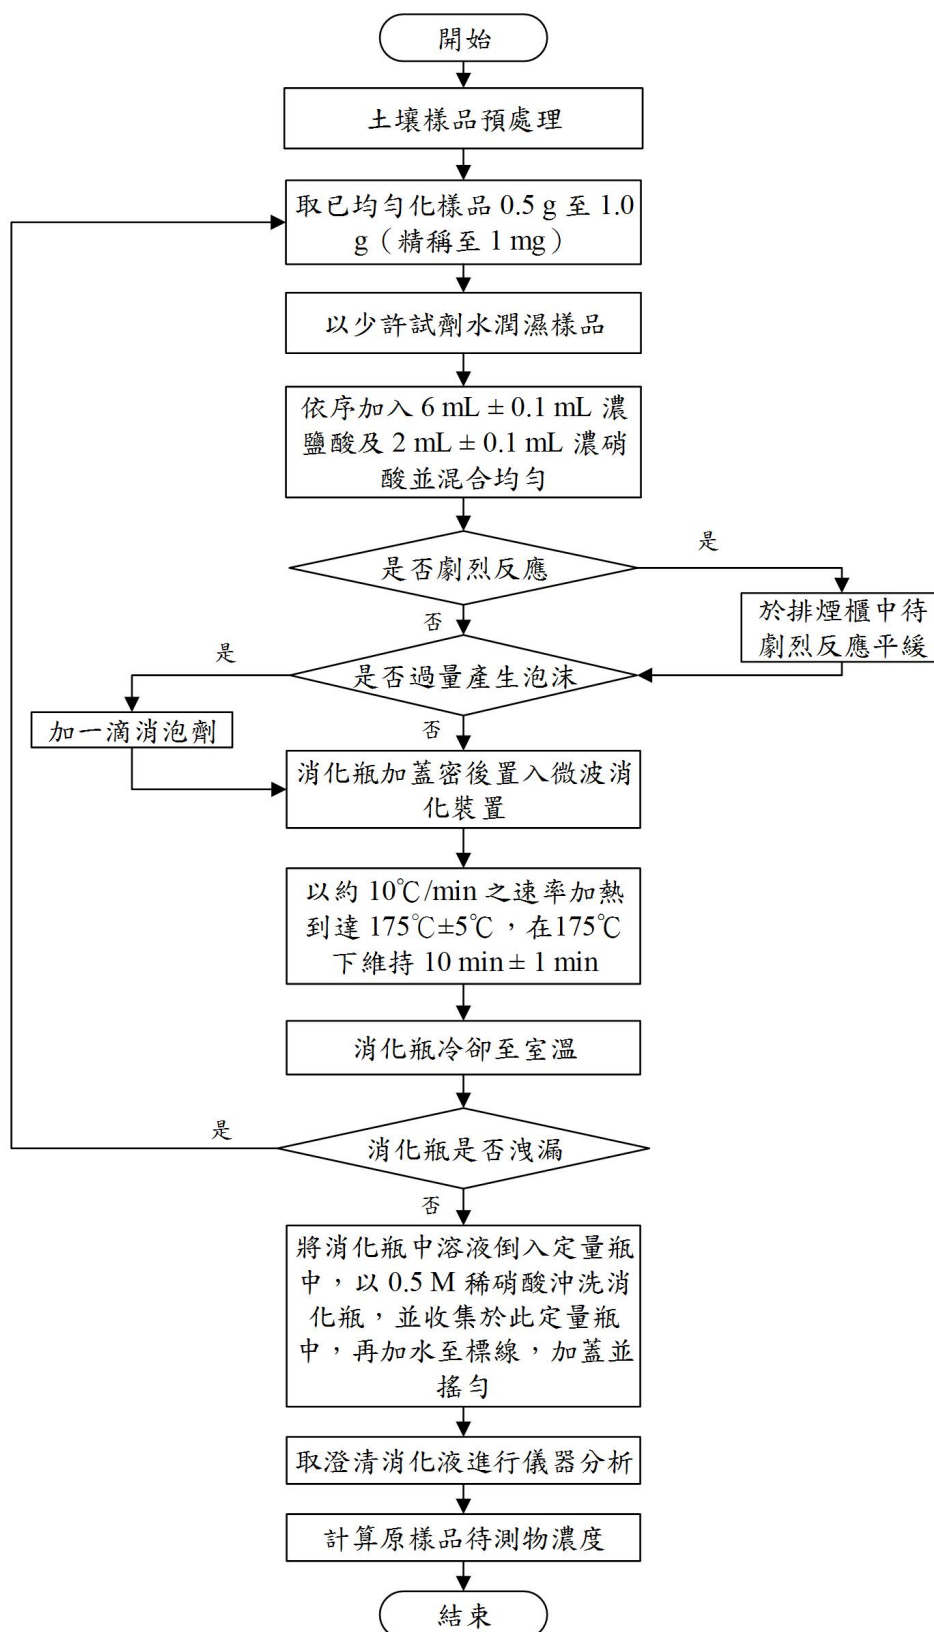 開始
土壤樣品預處理
取已均勻化樣品 0.5 g 至 1.0
g（精稱至 1 mg）
以少許試劑水潤濕樣品
依序加入 6 mL ± 0.1 mL 濃
鹽酸及 2 mL ± 0.1 mL 濃硝
酸並混合均勻
是否劇烈反應
是
於排煙櫃中待
劇烈反應平緩
否
是否過量產生泡沫
是
加一滴消泡劑
否
消化瓶加蓋密後置入微波消
化裝置
以約 10℃/min 之速率加熱
到達 175℃±5℃，在175℃
下維持 10 min ± 1 min
消化瓶冷卻至室溫
消化瓶是否洩漏
是
否
將消化瓶中溶液倒入定量瓶
中，以 0.5 M 稀硝酸沖洗消
化瓶，並收集於此定量瓶
中，再加水至標線，加蓋並
搖勻
取澄清消化液進行儀器分析
計算原樣品待測物濃度
結束